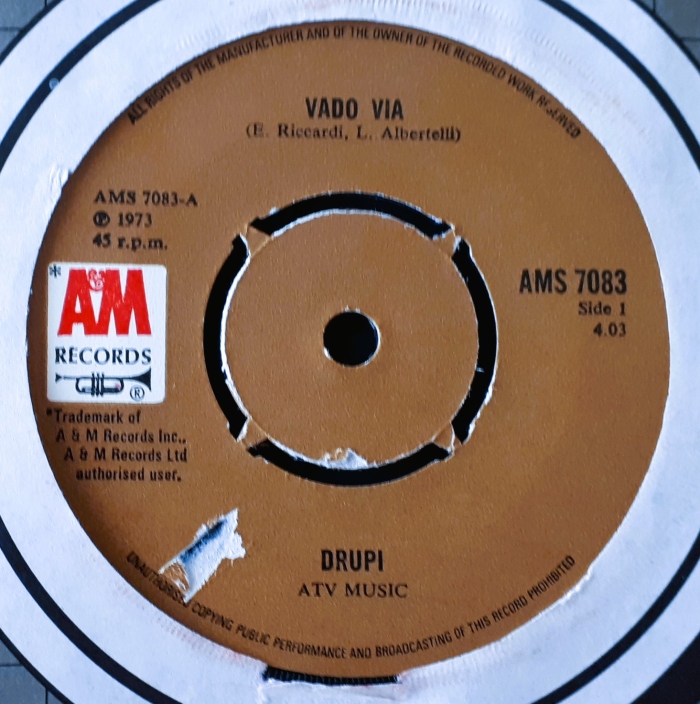 ALL RIGHTS OF THE MANUFACTURER AND OF THE OWNER OF THE RECORDED WORK RESERVED
VADO VIA
(E. Riccardi, L. Albertelli)
AMS 7083-A
Ⓟ 1973
45 r.p.m.
*A&M
RECORDS
®
*Trademark of
A & M Records Inc.,
A & M Records Ltd
authorised user.
AMS 7083
Side 1
4.03
DRUPI
ATV MUSIC
UNAUTHORISED COPYING PUBLIC PERFORMANCE AND BROADCASTING OF THIS RECORD PROHIBITED